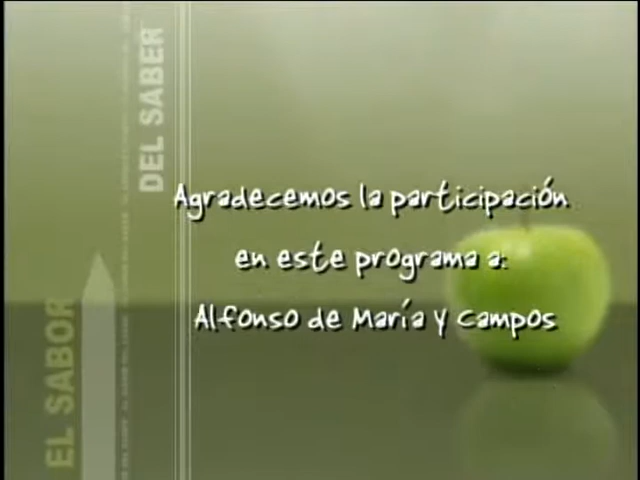 EL SABOR
DEL SABER
Agradecemos la participación
en este programa a:
Alfonso de María y Campos